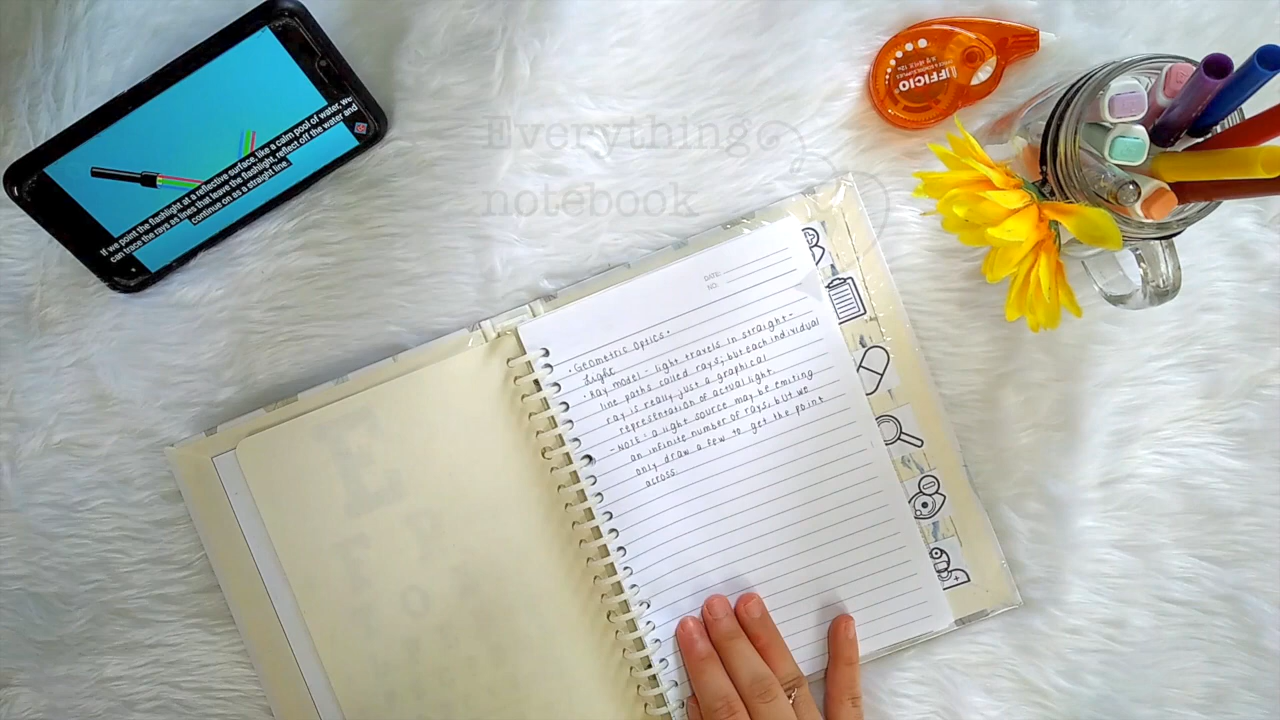 If we point the flashlight at a reflective surface, like a calm pool of water, we
can trace the rays as lines that leave the flashlight, reflect off the water and
continue on as a straight line.
Everything
notebook
IFFICIO
DATE:
NO.
• Geometric Optics •
Light
• Ray model - light travels in straight-
line paths called rays; but each individual
ray is really just a graphical
representation of actual light.
- NOTE: a light source may be emitting
an infinite number of rays, but we
only draw a few to get the point
across.